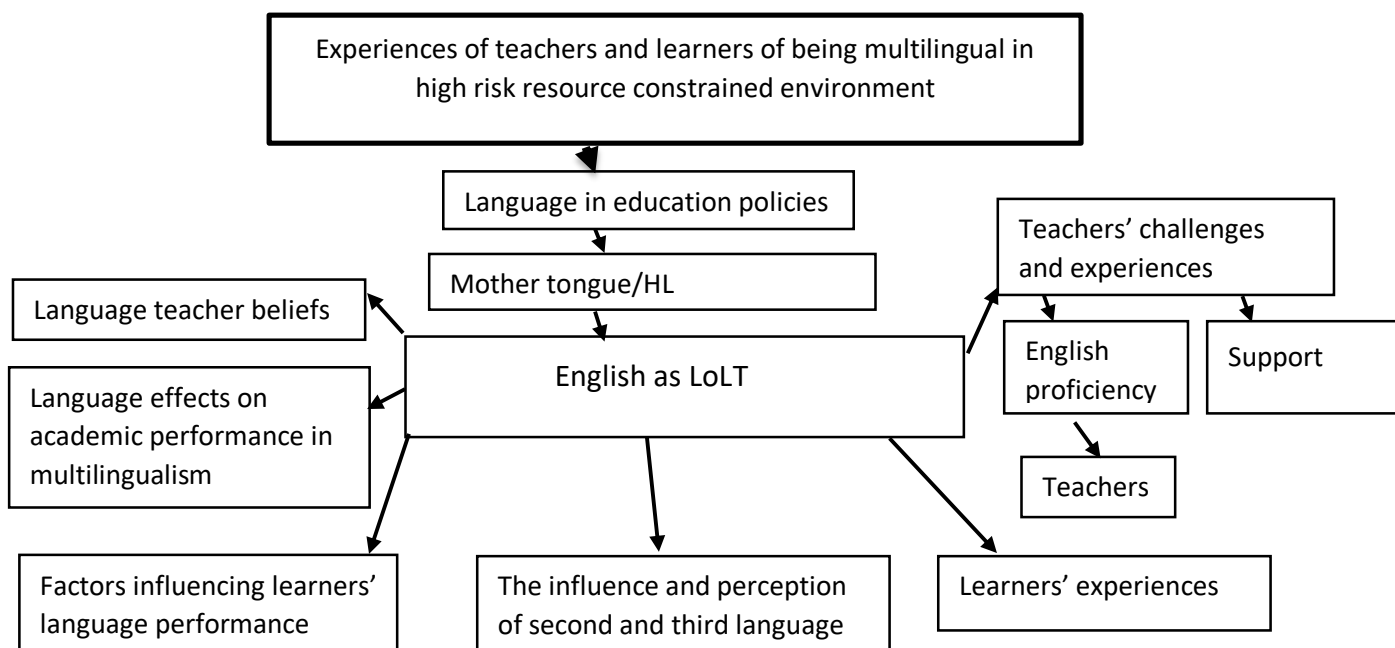 Experiences of teachers and learners of being multilingual in
high risk resource constrained environment
Language in education policies
Teachers’ challenges
and experiences
Mother tongue/HL
Language teacher beliefs
English
proficiency
Support
English as LoLT
Language effects on
academic performance in
multilingualism
Teachers
Factors influencing learners’
language performance
The influence and perception
of second and third language
Learners’ experiences